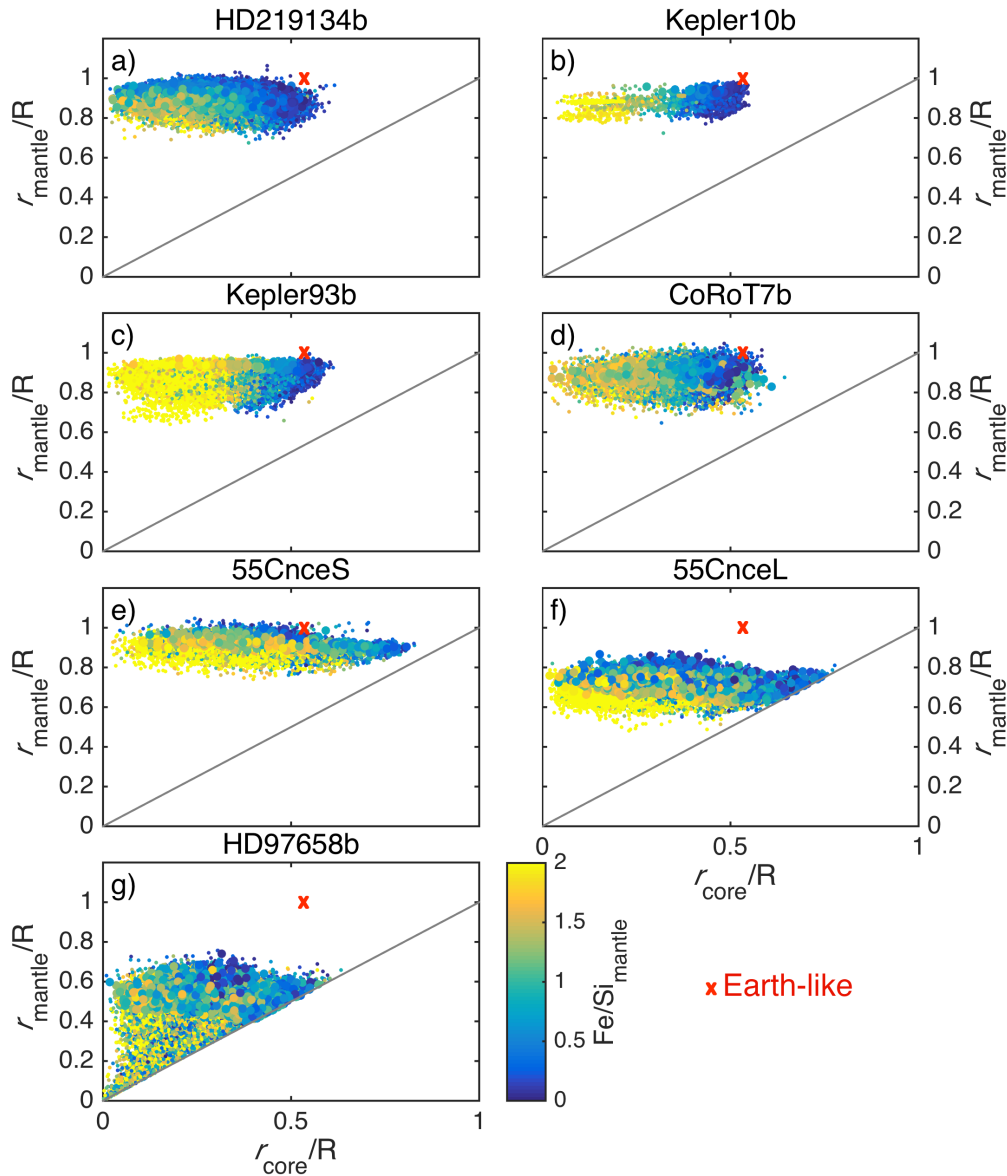 HD219134b
Kepler10b
a)
b)
1
0.8
0.6
0.4
0.2
0
r_mantle/R
1
0.8
0.6
0.4
0.2
0
r_mantle/R
Kepler93b
CoRoT7b
c)
d)
1
0.8
0.6
0.4
0.2
0
r_mantle/R
1
0.8
0.6
0.4
0.2
0
r_mantle/R
55CnceS
55CnceL
e)
f)
1
0.8
0.6
0.4
0.2
0
r_mantle/R
1
0.8
0.6
0.4
0.2
0
r_mantle/R
0 0.5 1
r_core/R
HD97658b
g)
1
0.8
0.6
0.4
0.2
0
r_mantle/R
0 0.5 1
r_core/R
2
1.5
1
0.5
0
Fe/Si_mantle
x Earth-like